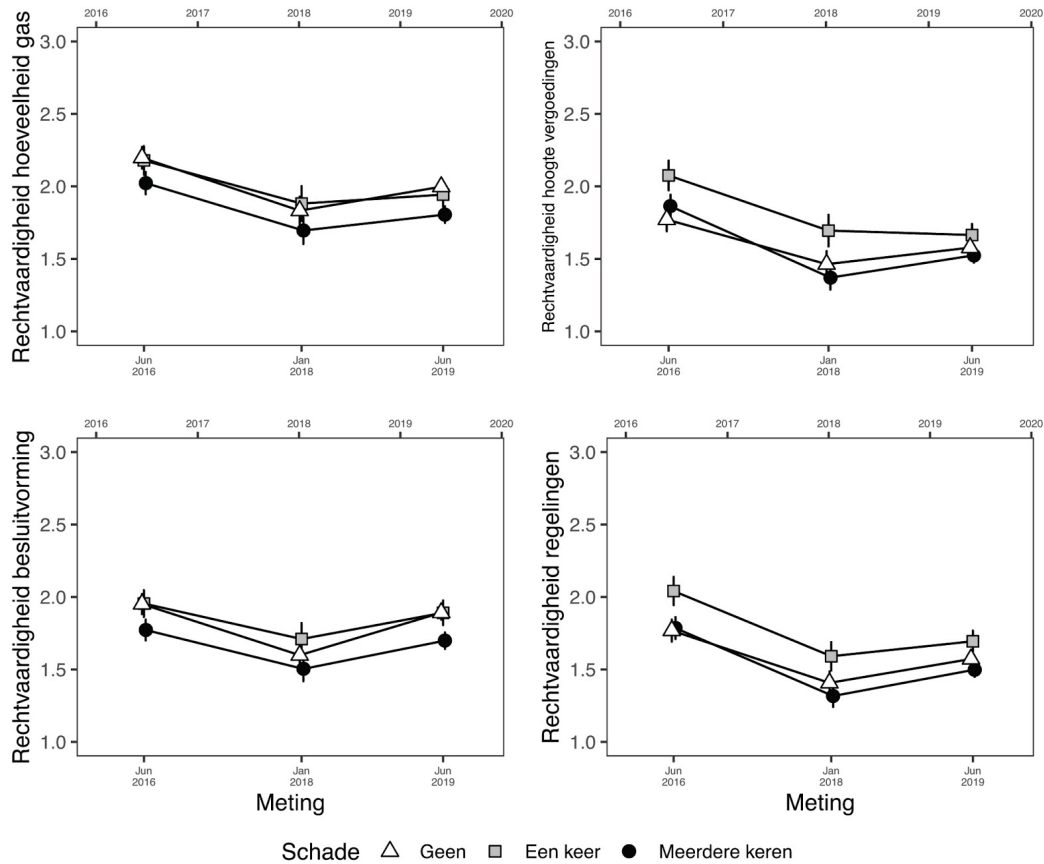 2016 2017 2018 2019 2020
Rechtvaardigheid hoeveelheid gas
3.0
2.5
2.0
1.5
1.0
Jun Jan Jun
2016 2018 2019
2016 2017 2018 2019 2020
Rechtvaardigheid hoogte vergoedingen
3.0
2.5
2.0
1.5
1.0
Jun Jan Jun
2016 2018 2019
2016 2017 2018 2019 2020
Rechtvaardigheid besluitvorming
3.0
2.5
2.0
1.5
1.0
Jun Jan Jun
2016 2018 2019
Meting
2016 2017 2018 2019 2020
Rechtvaardigheid regelingen
3.0
2.5
2.0
1.5
1.0
Jun Jan Jun
2016 2018 2019
Meting
Schade Geen Een keer Meerdere keren